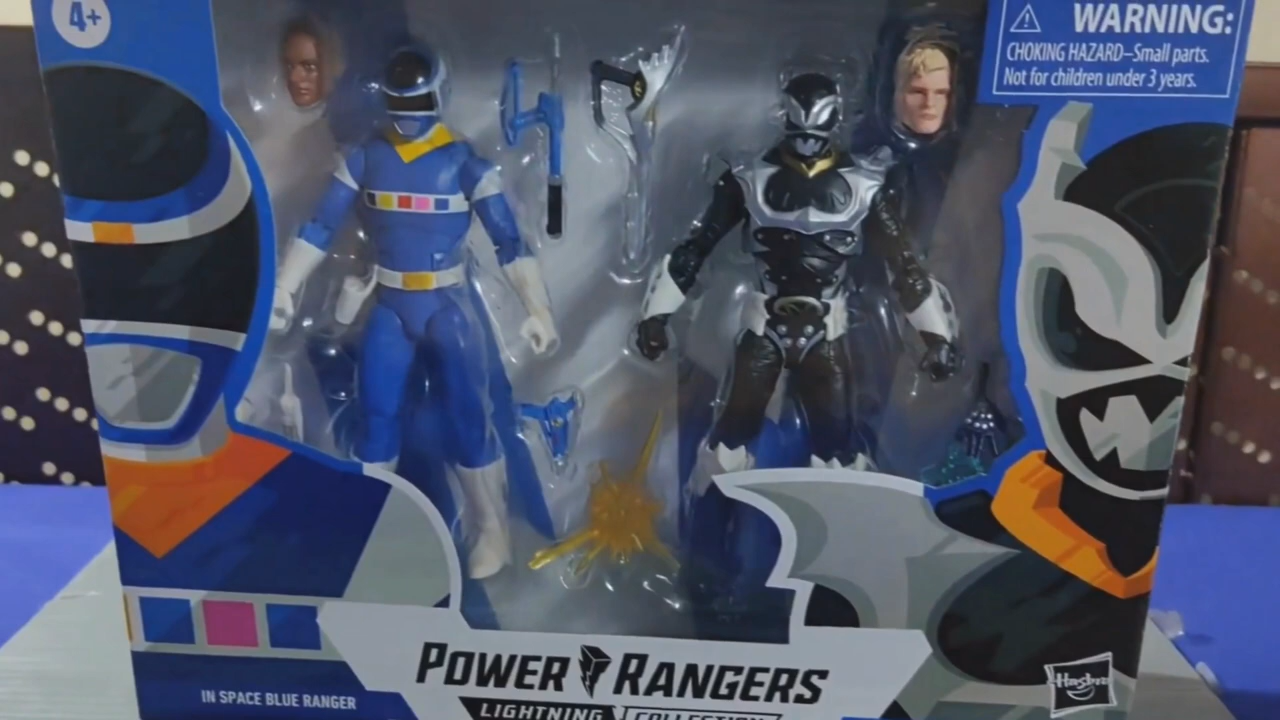 4+
WARNING:
CHOKING HAZARD–Small parts.
Not for children under 3 years.
POWER RANGERS
LIGHTNING COLLECTION
IN SPACE BLUE RANGER
Hasbro